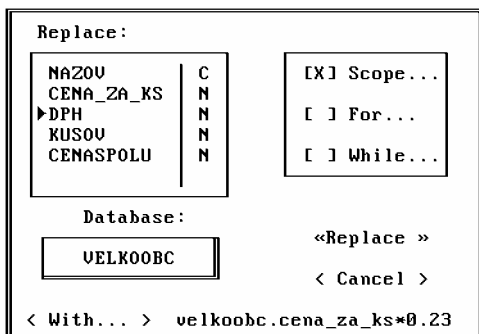 Replace:
NAZOV C
CENA_ZA_KS N
DPH N
KUSOV N
CENASPOLU N
[X] Scope...
[ ] For...
[ ] While...
Database:
VELKOOBC
«Replace »
< Cancel >
< With... > velkoobc.cena_za_ks*0.23